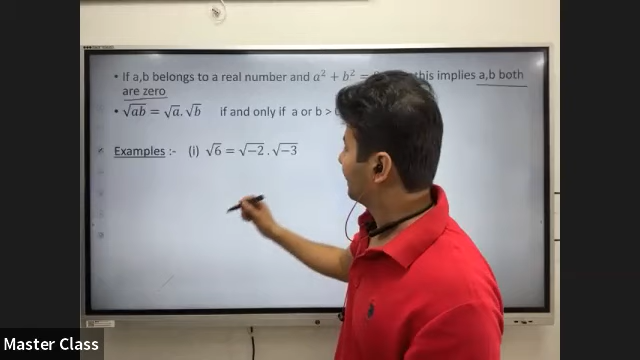 • If a,b belongs to a real number and a² + b² = this implies a,b both
are zero
• √ab = √a.√b if and only if a or b >
Examples :- (i) √6 = √−2 . √−3
Master Class